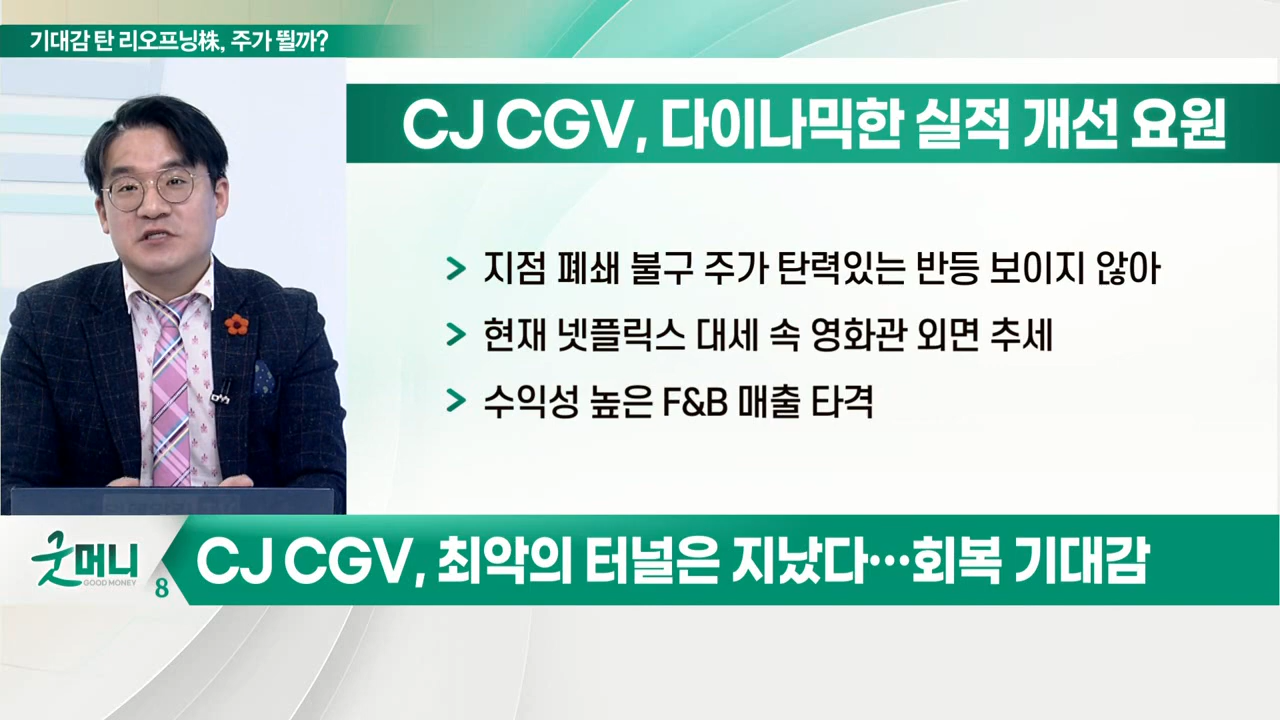 기대감 탄 리오프닝株, 주가 뛸까?
CJ CGV, 다이나믹한 실적 개선 요원
> 지점 폐쇄 불구 주가 탄력있는 반등 보이지 않아
> 현재 넷플릭스 대세 속 영화관 외면 추세
> 수익성 높은 F&B 매출 타격
굿머니
GOOD MONEY
8
CJ CGV, 최악의 터널은 지났다…회복 기대감